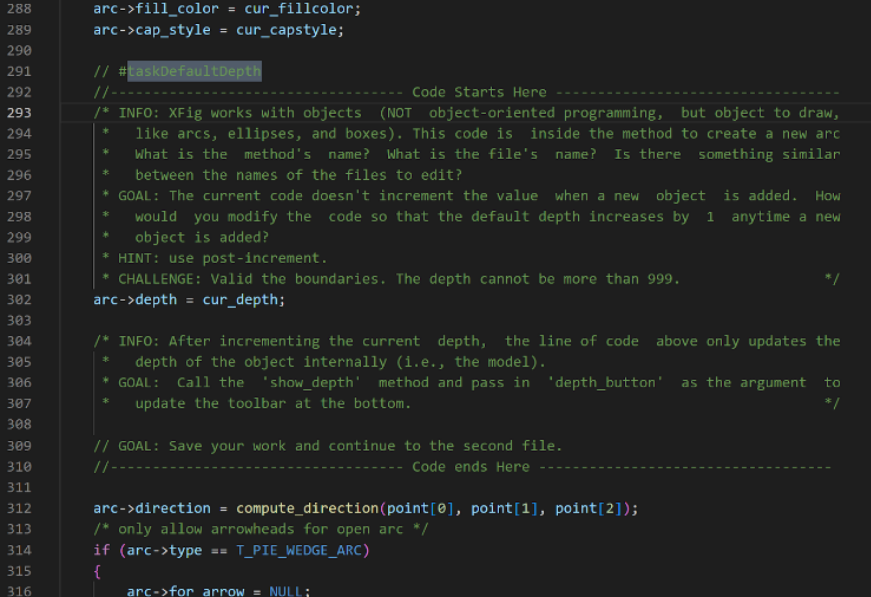 288 arc->fill_color = cur_fillcolor;
289 arc->cap_style = cur_capstyle;
290
291 // #taskDefaultDepth
292 //---------------------------------- Code Starts Here ---------------------------------
293 /* INFO: XFig works with objects (NOT object-oriented programming, but object to draw,
294 * like arcs, ellipses, and boxes). This code is inside the method to create a new arc
295 * What is the method's name? What is the file's name? Is there something similar
296 * between the names of the files to edit?
297 * GOAL: The current code doesn't increment the value when a new object is added. How
298 * would you modify the code so that the default depth increases by 1 anytime a new
299 * object is added?
300 * HINT: use post-increment.
301 * CHALLENGE: Valid the boundaries. The depth cannot be more than 999. */
302 arc->depth = cur_depth;
303
304 /* INFO: After incrementing the current depth, the line of code above only updates the
305 * depth of the object internally (i.e., the model).
306 * GOAL: Call the 'show_depth' method and pass in 'depth_button' as the argument to
307 * update the toolbar at the bottom. */
308
309 // GOAL: Save your work and continue to the second file.
310 //---------------------------------- Code ends Here ----------------------------------
311
312 arc->direction = compute_direction(point[0], point[1], point[2]);
313 /* only allow arrowheads for open arc */
314 if (arc->type == T_PIE_WEDGE_ARC)
315 {
316 arc->for_arrow = NULL;